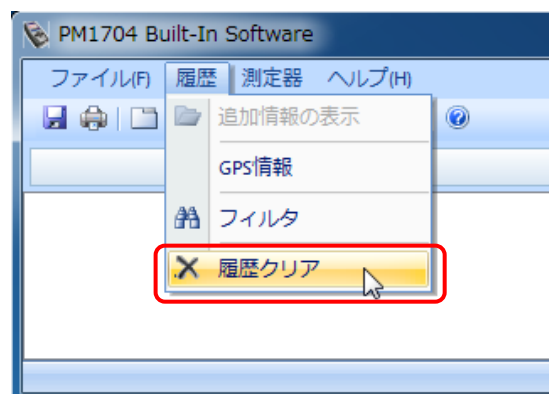 PM1704 Built-In Software
ファイル(F) 履歴 測定器 ヘルプ(H)
追加情報の表示
GPS情報
フィルタ
履歴クリア